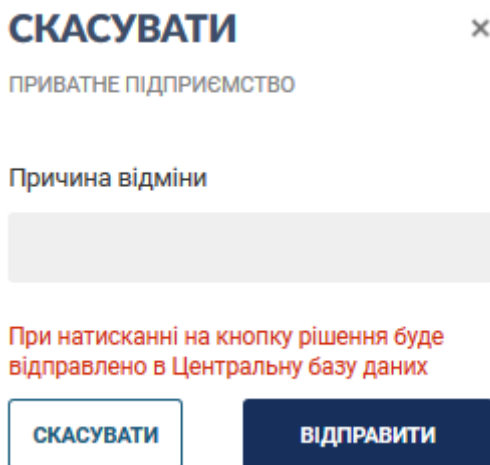 СКАСУВАТИ ×
ПРИВАТНЕ ПІДПРИЄМСТВО
Причина відміни
При натисканні на кнопку рішення буде
відправлено в Центральну базу даних
СКАСУВАТИ ВІДПРАВИТИ